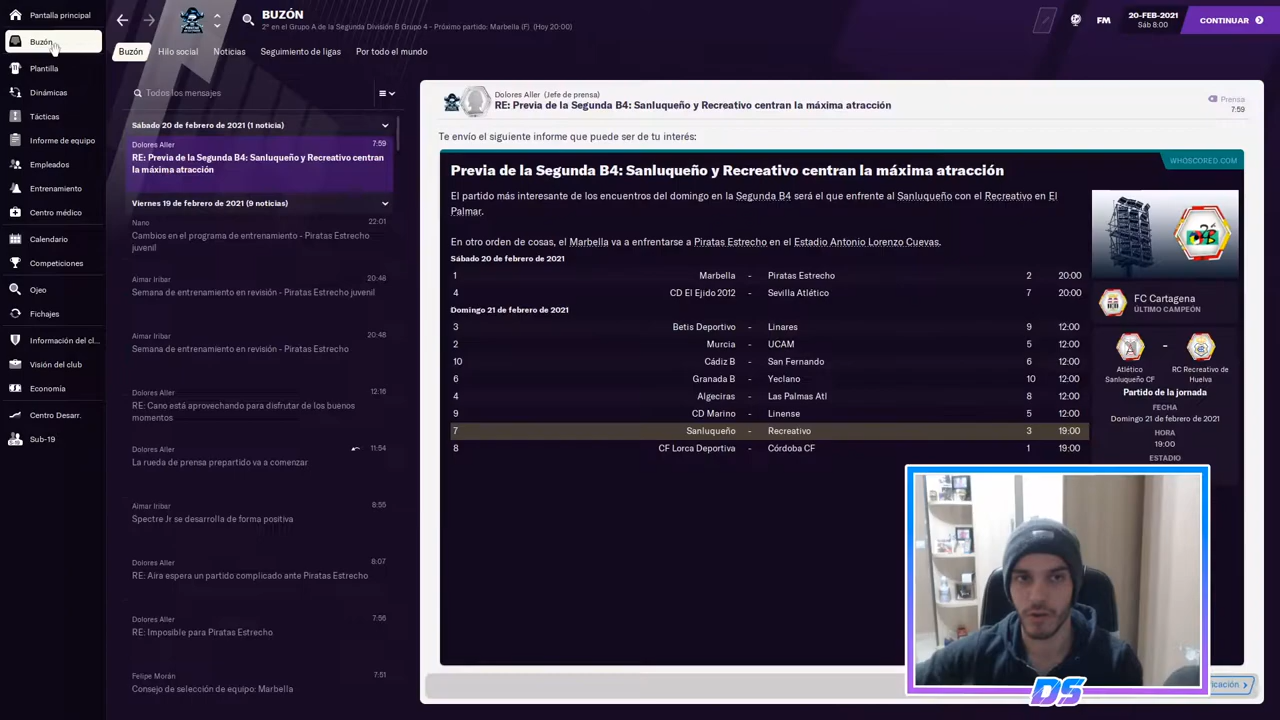 Pantalla principal
Buzón
Plantilla
Dinámicas
Tácticas
Informe de equipo
Empleados
Entrenamiento
Centro médico
Calendario
Competiciones
Ojeo
Fichajes
Información del cl...
Visión del club
Economía
Centro Desarr.
Sub-19
BUZÓN
2º en el Grupo A de la Segunda División B Grupo 4 - Próximo partido: Marbella (F) (Hoy 20:00)
FM
20-FEB-2021
Sáb 8:00
CONTINUAR
Buzón
Hilo social
Noticias
Seguimiento de ligas
Por todo el mundo
Todos los mensajes
Sábado 20 de febrero de 2021 (1 noticia)
Dolores Aller 7:59
RE: Previa de la Segunda B4: Sanluqueño y Recreativo centran
la máxima atracción
Viernes 19 de febrero de 2021 (9 noticias)
Nano 22:01
Cambios en el programa de entrenamiento - Piratas Estrecho
juvenil
Aimar Iribar 20:48
Semana de entrenamiento en revisión - Piratas Estrecho juvenil
Aimar Iribar 20:48
Semana de entrenamiento en revisión - Piratas Estrecho
Dolores Aller 12:16
RE: Cano está aprovechando para disfrutar de los buenos
momentos
Dolores Aller 11:54
La rueda de prensa prepartido va a comenzar
Aimar Iribar 8:55
Spectre Jr se desarrolla de forma positiva
Dolores Aller 8:07
RE: Aira espera un partido complicado ante Piratas Estrecho
Dolores Aller 7:56
RE: Imposible para Piratas Estrecho
Felipe Morán 7:51
Consejo de selección de equipo: Marbella
Dolores Aller (Jefe de prensa)
RE: Previa de la Segunda B4: Sanluqueño y Recreativo centran la máxima atracción
Prensa
7:59
Te envío el siguiente informe que puede ser de tu interés:
WHOSCORED.COM
Previa de la Segunda B4: Sanluqueño y Recreativo centran la máxima atracción
El partido más interesante de los encuentros del domingo en la Segunda B4 será el que enfrente al Sanluqueño con el Recreativo en El
Palmar.
En otro orden de cosas, el Marbella va a enfrentarse a Piratas Estrecho en el Estadio Antonio Lorenzo Cuevas.
Sábado 20 de febrero de 2021
1 Marbella - Piratas Estrecho 2 20:00
4 CD El Ejido 2012 - Sevilla Atlético 7 20:00
Domingo 21 de febrero de 2021
3 Betis Deportivo - Linares 9 12:00
2 Murcia - UCAM 5 12:00
10 Cádiz B - San Fernando 6 12:00
6 Granada B - Yeclano 10 12:00
4 Algeciras - Las Palmas Atl 8 12:00
9 CD Marino - Linense 5 12:00
7 Sanluqueño - Recreativo 3 19:00
8 CF Lorca Deportiva - Córdoba CF 1 19:00
FC Cartagena
ÚLTIMO CAMPEÓN
Atlético
Sanluqueño CF
-
RC Recreativo de
Huelva
Partido de la jornada
FECHA
Domingo 21 de febrero de 2021
HORA
19:00
ESTADIO
DS